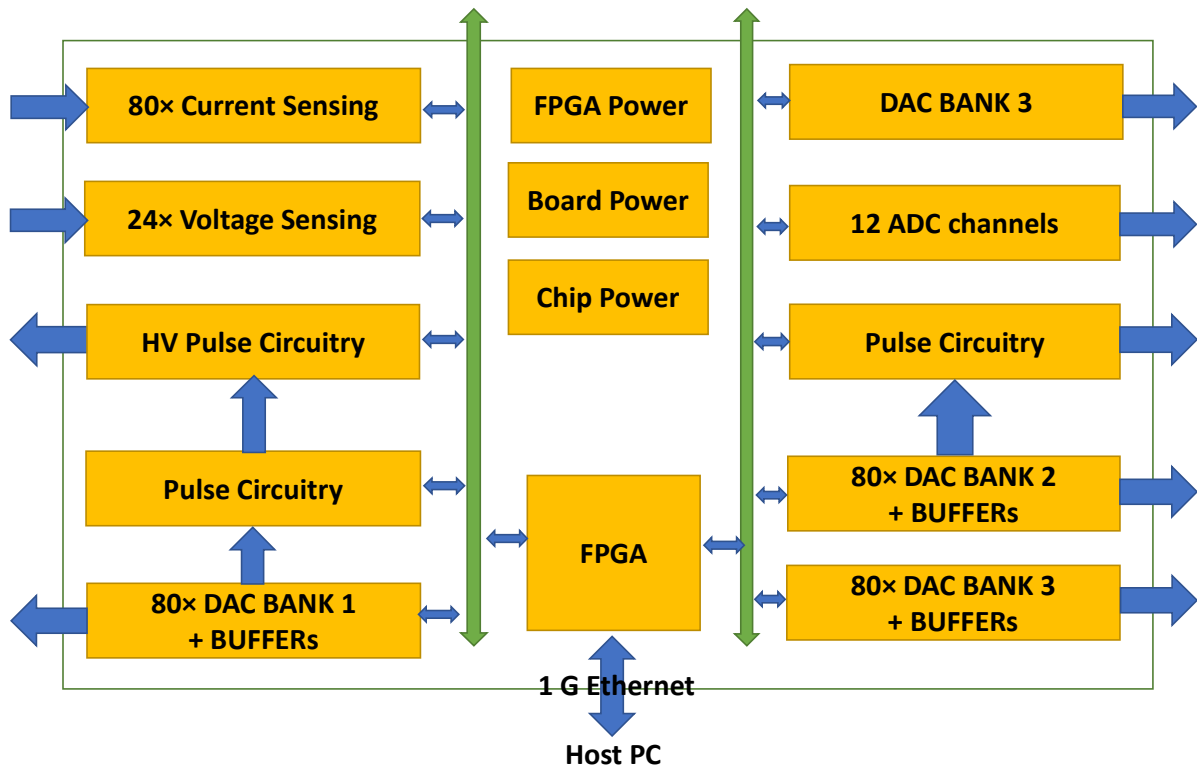 80× Current Sensing
24× Voltage Sensing
HV Pulse Circuitry
Pulse Circuitry
80× DAC BANK 1
+ BUFFERs
FPGA Power
Board Power
Chip Power
FPGA
1 G Ethernet
Host PC
DAC BANK 3
12 ADC channels
Pulse Circuitry
80× DAC BANK 2
+ BUFFERs
80× DAC BANK 3
+ BUFFERs